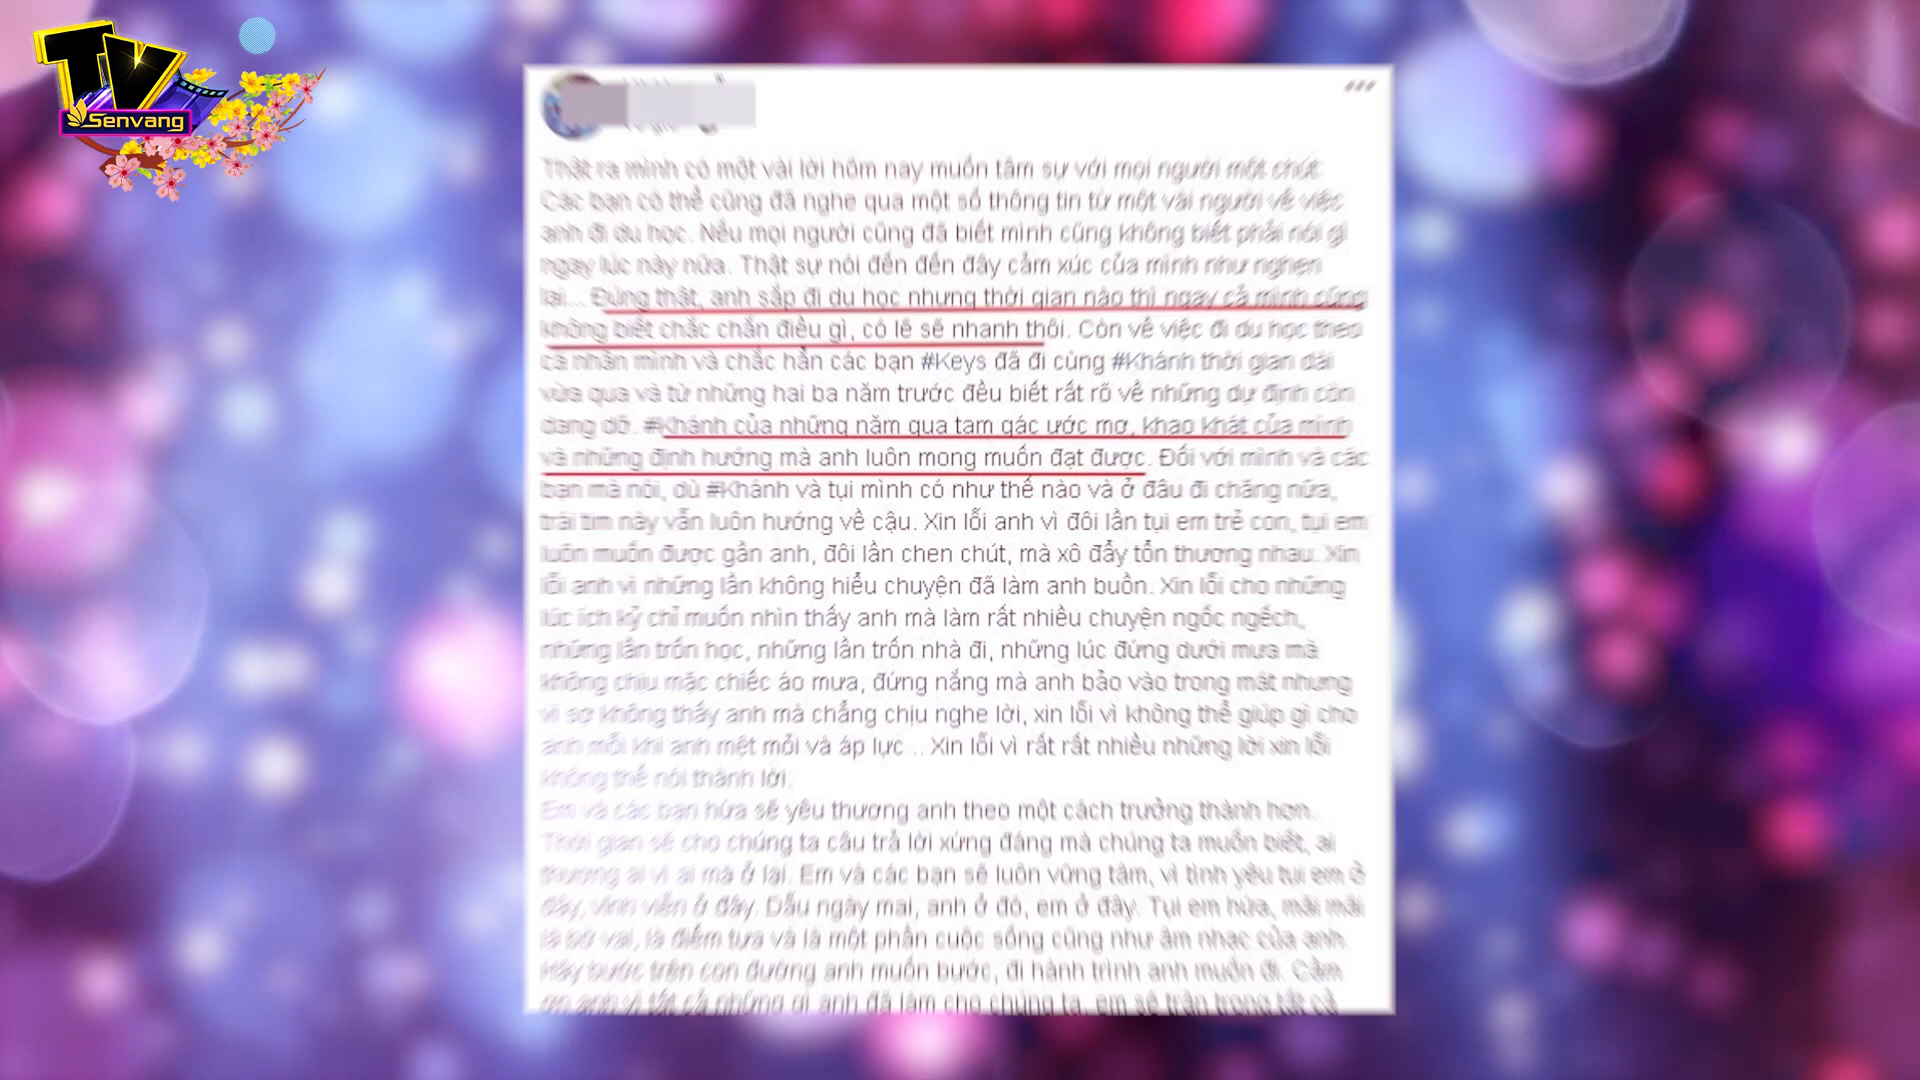 TV
Senvang
Thật ra mình có một vài lời hôm nay muốn tâm sự với mọi người một chút.
Các bạn có thể cũng đã nghe qua một số thông tin từ một vài người về việc
anh đi du học. Nếu mọi người cũng đã biết mình cũng không biết phải nói gì
ngay lúc này nữa. Thật sự nói đến đến đây cảm xúc của mình như nghẹn
lại... Đúng thật, anh sắp đi du học nhưng thời gian nào thì ngay cả mình cũng
không biết chắc chắn điều gì, có lẽ sẽ nhanh thôi. Còn về việc đi du học theo
cá nhân mình và chắc hẳn các bạn #Keys đã đi cùng #Khánh thời gian dài
vừa qua và từ những hai ba năm trước đều biết rất rõ về những dự định còn
dang dở. #Khánh của những năm qua tạm gác ước mơ, khao khát của mình
và những định hướng mà anh luôn mong muốn đạt được. Đối với mình và các
bạn mà nói, dù #Khánh và tụi mình có như thế nào và ở đâu đi chăng nữa,
trái tim này vẫn luôn hướng về cậu. Xin lỗi anh vì đôi lần tụi em trẻ con, tụi em
luôn muốn được gần anh, đôi lần chen chút, mà xô đẩy tổn thương nhau. Xin
lỗi anh vì những lần không hiểu chuyện đã làm anh buồn. Xin lỗi cho những
lúc ích kỷ chỉ muốn nhìn thấy anh mà làm rất nhiều chuyện ngốc nghếch,
những lần trốn học, những lần trốn nhà đi, những lúc đứng dưới mưa mà
không chịu mặc chiếc áo mưa, đứng nắng mà anh bảo vào trong mát nhưng
vì sợ không thấy anh mà chẳng chịu nghe lời, xin lỗi vì không thể giúp gì cho
anh mỗi khi anh mệt mỏi và áp lực .. Xin lỗi vì rất rất nhiều những lời xin lỗi
không thể nói thành lời.
Em và các bạn hứa sẽ yêu thương anh theo một cách trưởng thành hơn.
Thời gian sẽ cho chúng ta câu trả lời xứng đáng mà chúng ta muốn biết, ai
thương ai vì ai mà ở lại. Em và các bạn sẽ luôn vững tâm, vì tình yêu tụi em ở
đây, vĩnh viễn ở đây. Dẫu ngày mai, anh ở đó, em ở đây. Tụi em hứa, mãi mãi
là bờ vai, là điểm tựa và là một phần cuộc sống cũng như âm nhạc của anh.
Hãy bước trên con đường anh muốn bước, đi hành trình anh muốn đi. Cảm
ơn anh vì tất cả những gì anh đã làm cho chúng ta, em sẽ trân trọng tất cả